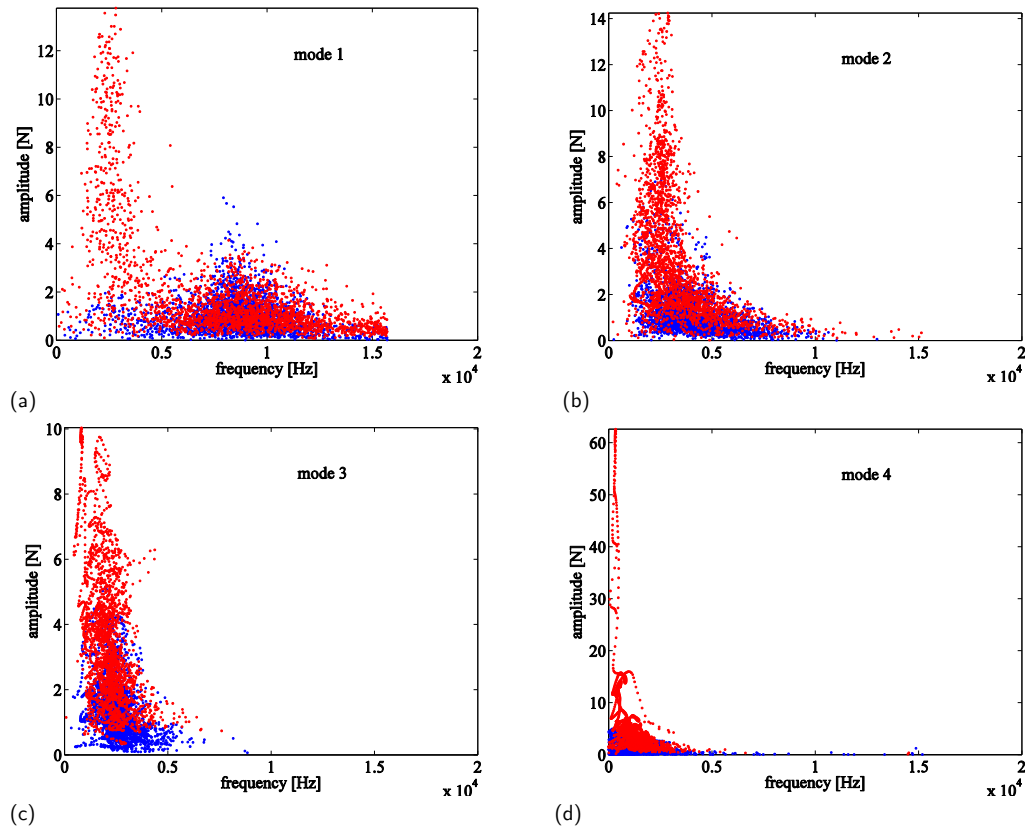 mode 1
amplitude [N]
12
10
8
6
4
2
0
0 0.5 1 1.5 2
frequency [Hz]
x 10^4
(a)
mode 2
amplitude [N]
14
12
10
8
6
4
2
0
0 0.5 1 1.5 2
frequency [Hz]
x 10^4
(b)
mode 3
amplitude [N]
10
8
6
4
2
0
0 0.5 1 1.5 2
frequency [Hz]
x 10^4
(c)
mode 4
amplitude [N]
60
50
40
30
20
10
0
0 0.5 1 1.5 2
frequency [Hz]
x 10^4
(d)